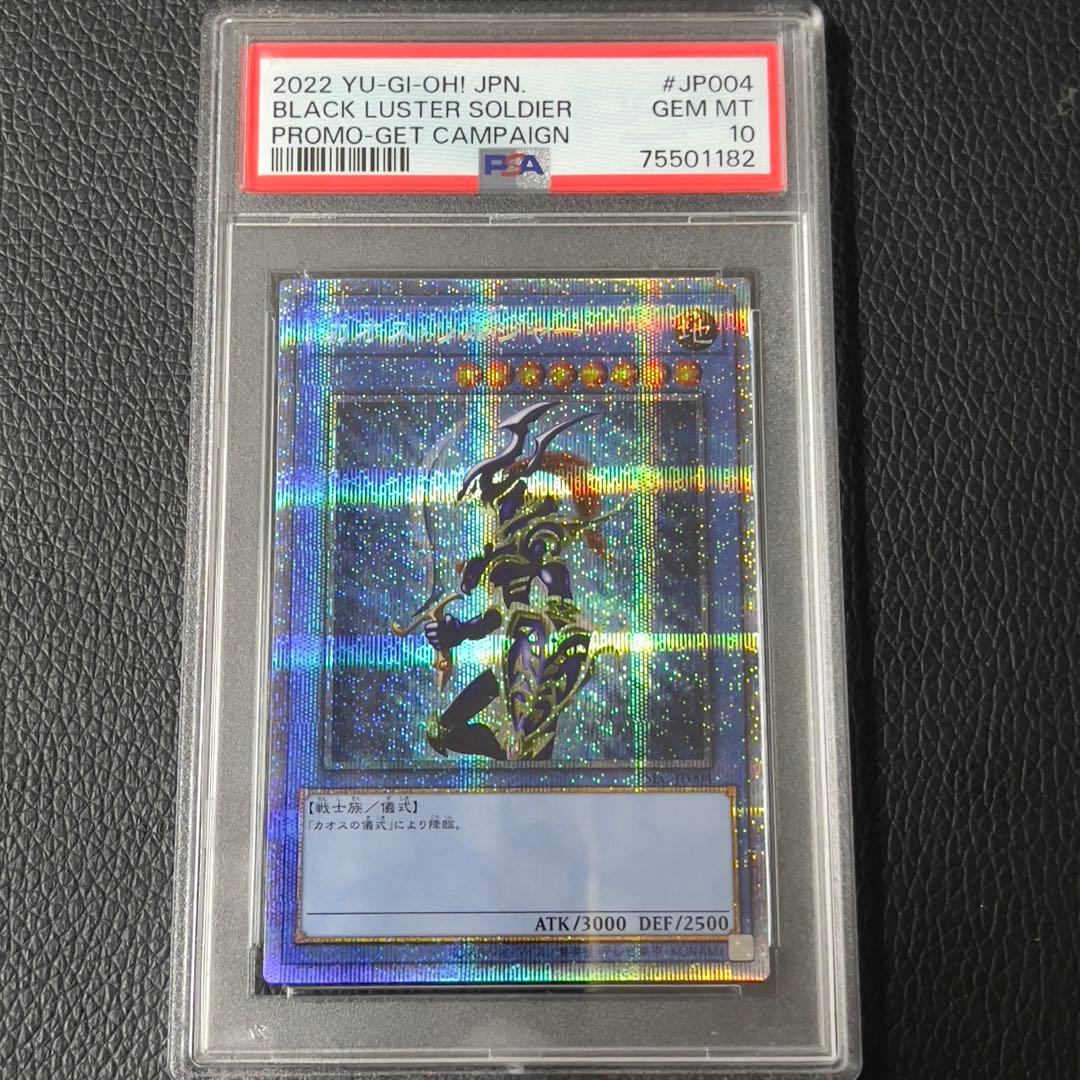 2022 YU-GI-OH! JPN. #JP004
BLACK LUSTER SOLDIER GEM MT
PROMO-GET CAMPAIGN 10
PSA 75501182
カオス・ソルジャー 地
JP004
【戦士族／儀式】
「カオスの儀式」により降臨。
ATK/3000 DEF/2500